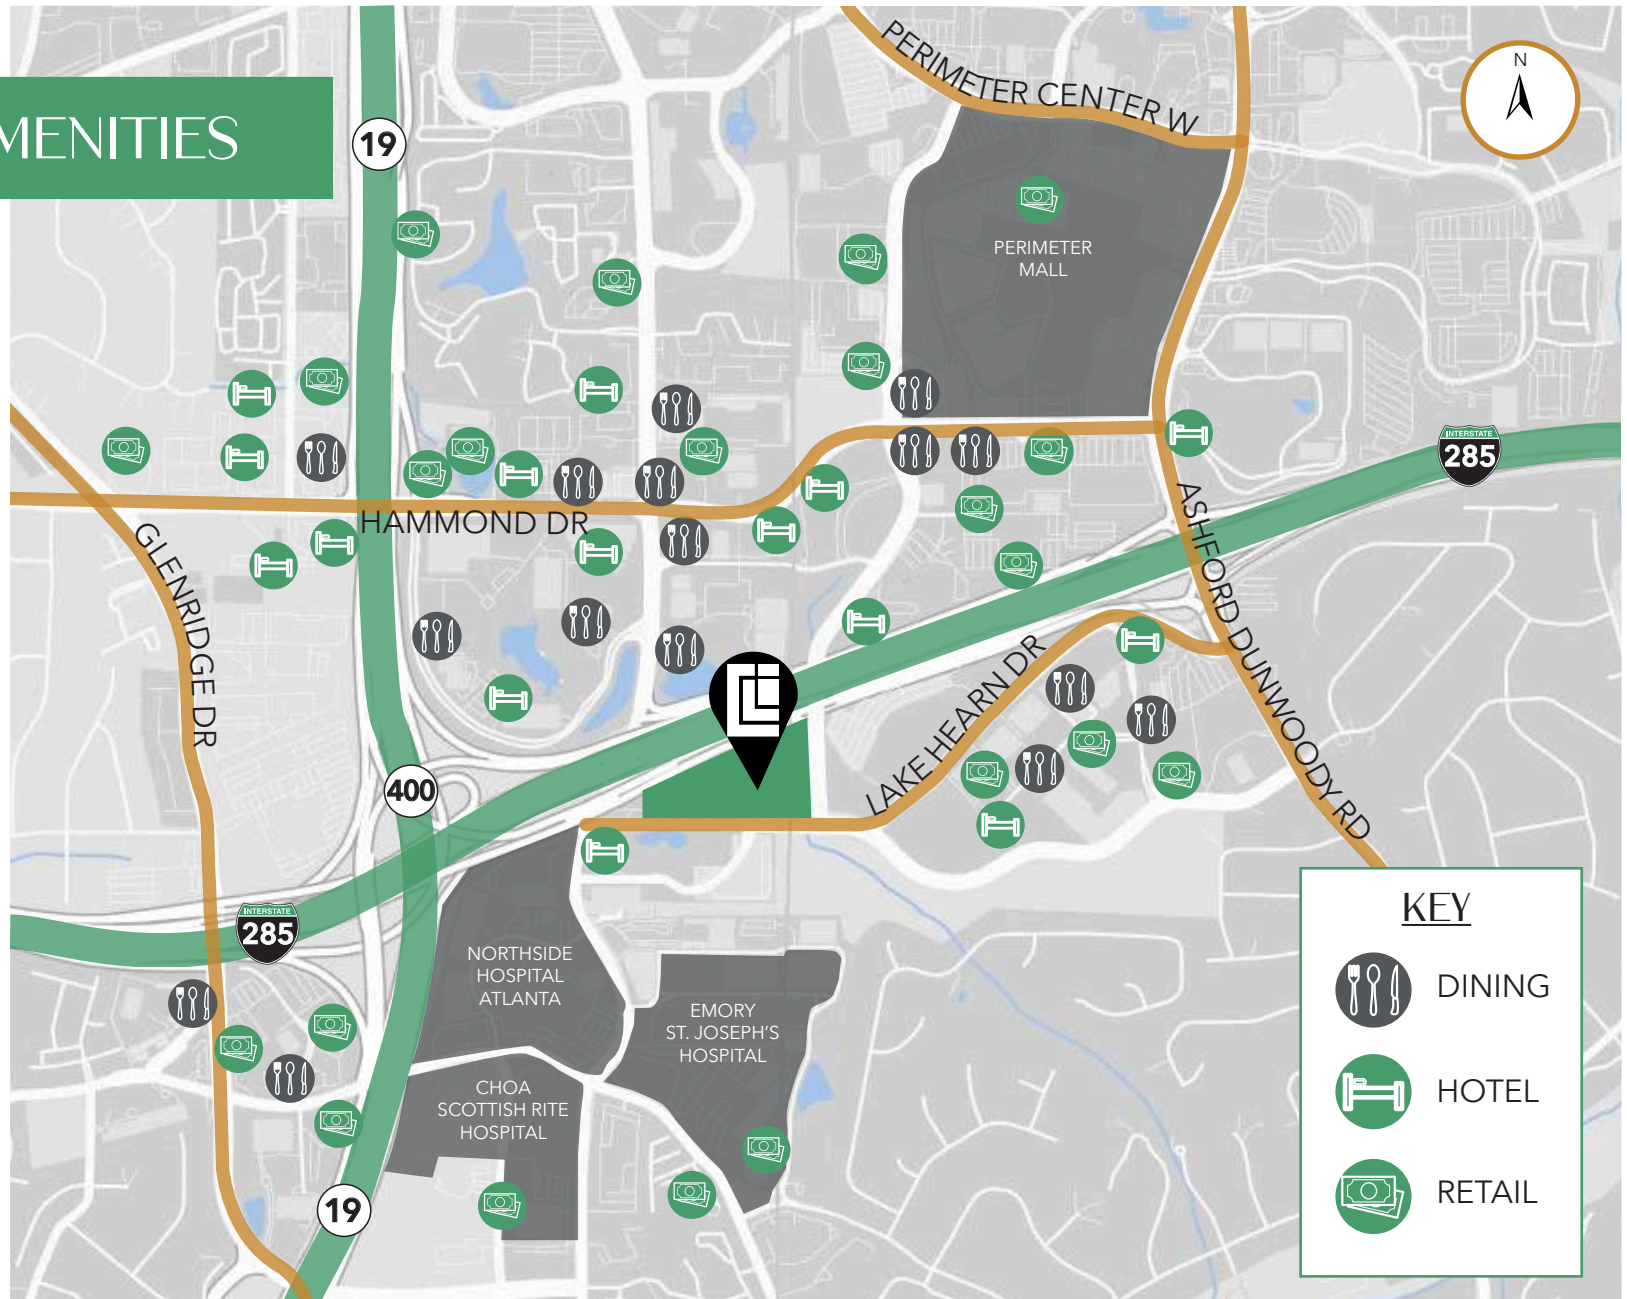 MENITIES
19
PERIMETER CENTER W
N
PERIMETER
MALL
INTERSTATE
285
HAMMOND DR
GLENRIDGE DR
ASHFORD DUNWOODY RD
LAKE HEARN DR
400
INTERSTATE
285
NORTHSIDE
HOSPITAL
ATLANTA
EMORY
ST. JOSEPH'S
HOSPITAL
CHOA
SCOTTISH RITE
HOSPITAL
19
KEY
DINING
HOTEL
RETAIL